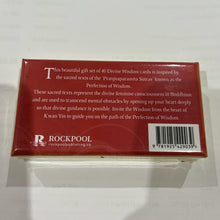 This beautiful gift set of 40 Divine Wisdom cards is inspired by
the sacred texts of the 'Prajnaparamita Sutras' known as
the Perfection of Wisdom.
These sacred texts represent the divine feminine consciousness in Buddhism
and are used to transcend mental obstacles by opening up your heart deeply
so that divine guidance is possible. Invite the Wisdom from the heart of
Kwan Yin to guide you on the path of the Perfection of Wisdom.
R
ROCKPOOL
rockpoolpublishing.co
9 781925 429039